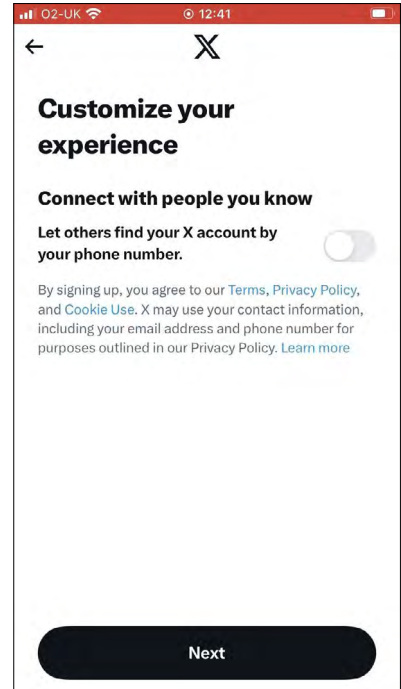 O2-UK 12:41
X
Customize your
experience
Connect with people you know
Let others find your X account by
your phone number.
By signing up, you agree to our Terms, Privacy Policy,
and Cookie Use. X may use your contact information,
including your email address and phone number for
purposes outlined in our Privacy Policy. Learn more
Next